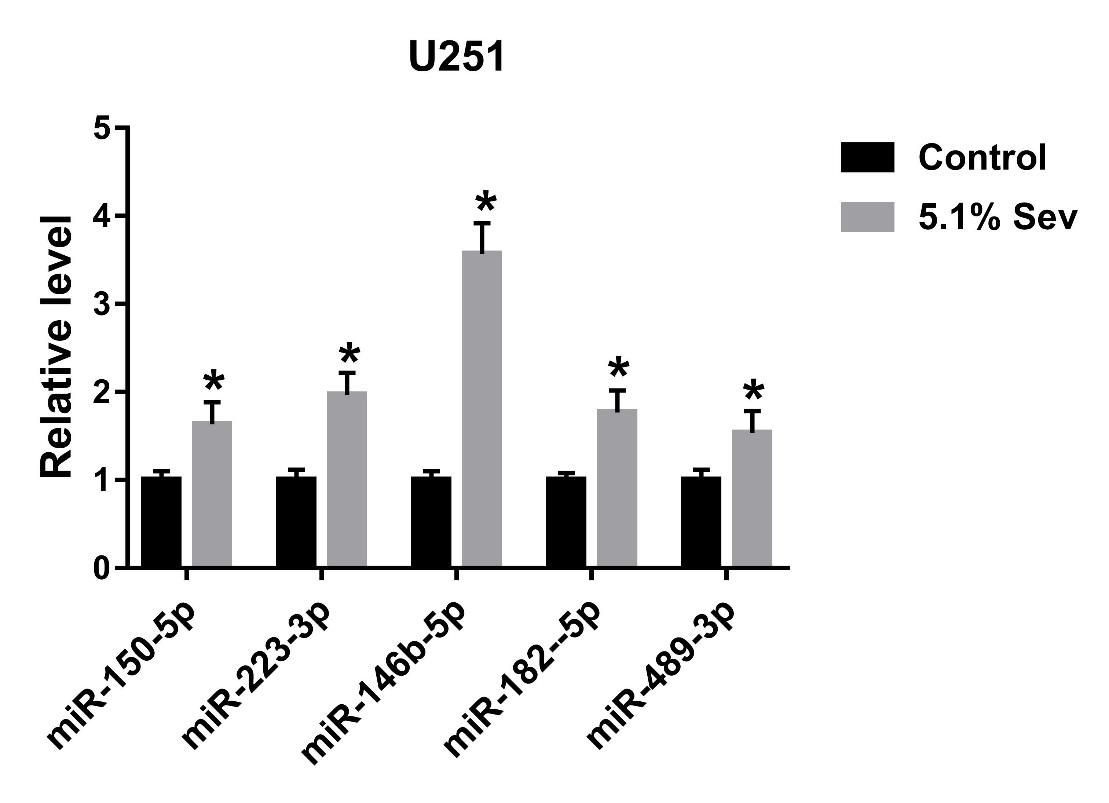 U251
Control
5.1% Sev
Relative level
5
4
3
2
1
0
*
*
*
*
*
miR-150-5p
miR-223-3p
miR-146b-5p
miR-182--5p
miR-489-3p